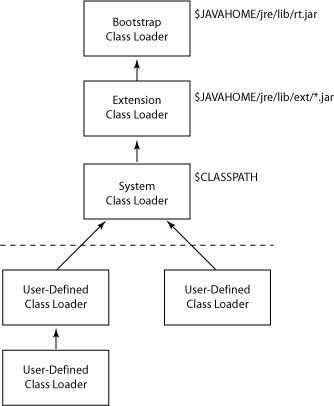 Bootstrap
Class Loader
$JAVAHOME/jre/lib/rt.jar
Extension
Class Loader
$JAVAHOME/jre/lib/ext/*.jar
System
Class Loader
$CLASSPATH
User-Defined
Class Loader
User-Defined
Class Loader
User-Defined
Class Loader